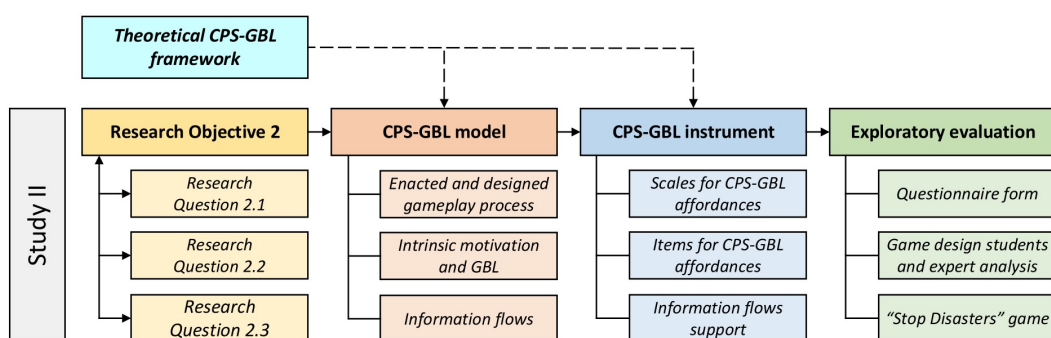 Theoretical CPS-GBL
framework
Study II
Research Objective 2
CPS-GBL model
CPS-GBL instrument
Exploratory evaluation
Research
Question 2.1
Enacted and designed
gameplay process
Scales for CPS-GBL
affordances
Questionnaire form
Research
Question 2.2
Intrinsic motivation
and GBL
Items for CPS-GBL
affordances
Game design students
and expert analysis
Research
Question 2.3
Information flows
Information flows
support
“Stop Disasters” game